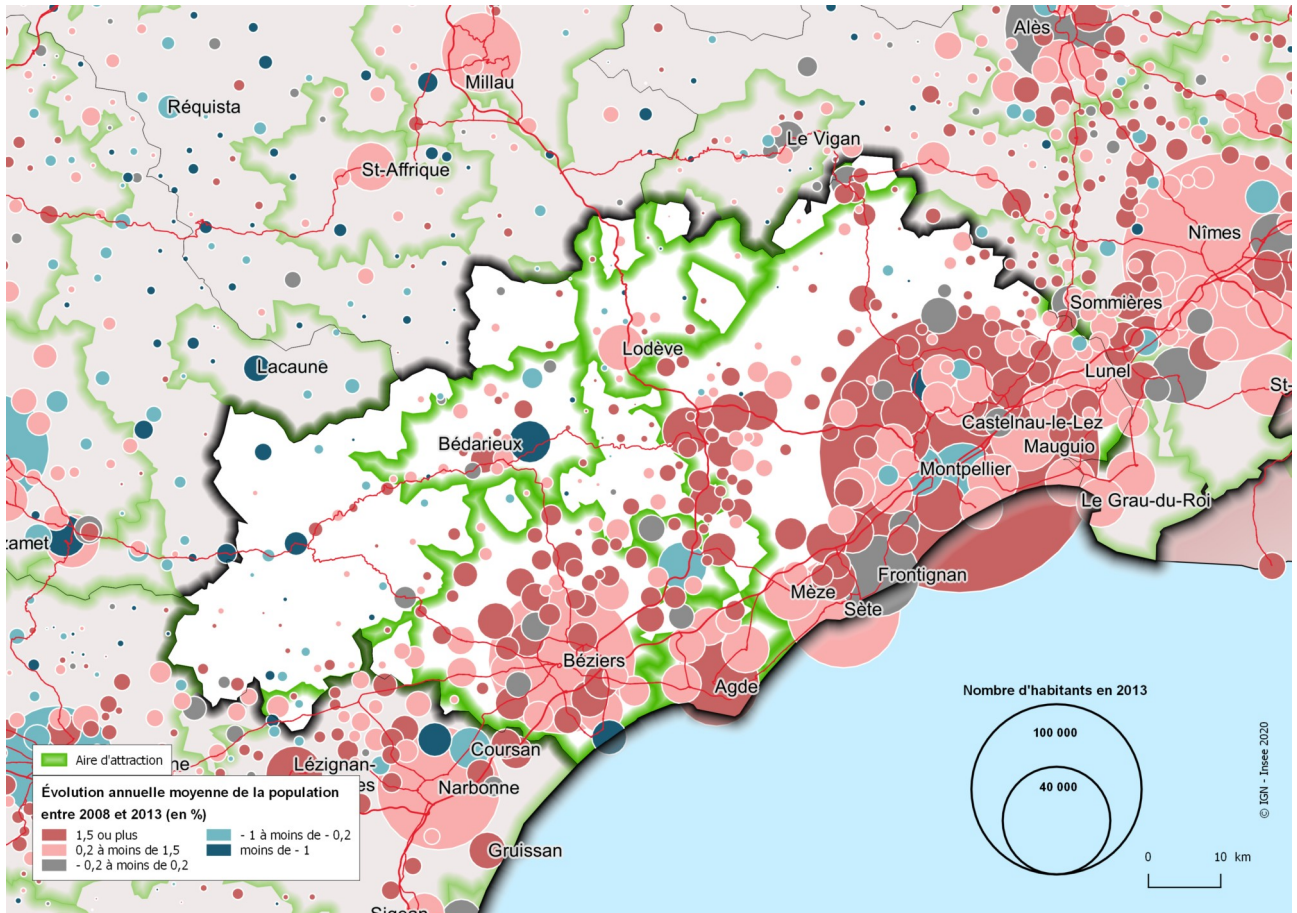 Alès
Millau
Réquista
Le Vigan
St-Affrique
Nîmes
Sommières
Lodève
Lacaune
Lunel
St-
Castelnau-le-Lez
Bédarieux
Mauguio
Montpellier
Le Grau-du-Roi
zamet
Frontignan
Mèze
Sète
Béziers
Agde
Coursan
ne
Lézignan-
es
Narbonne
Gruissan
Sigean
Aire d'attraction
Évolution annuelle moyenne de la population
entre 2008 et 2013 (en %)
1,5 ou plus
0,2 à moins de 1,5
- 0,2 à moins de 0,2
- 1 à moins de - 0,2
moins de - 1
Nombre d'habitants en 2013
100 000
40 000
0 10 km
© IGN - Insee 2020